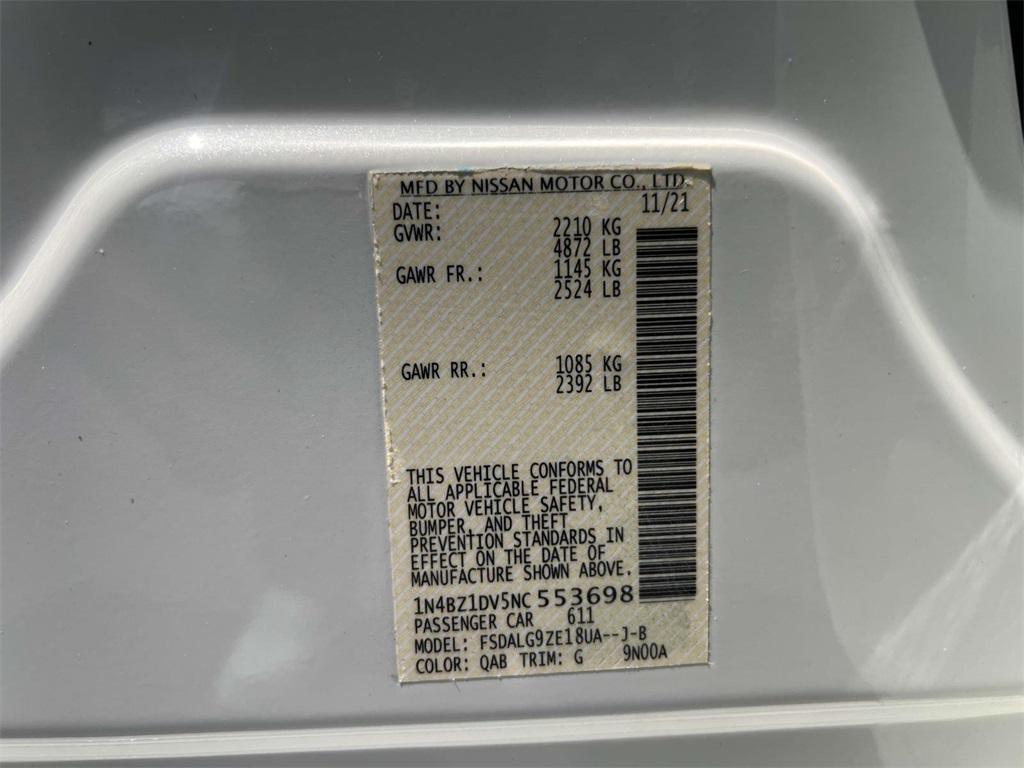 MFD BY NISSAN MOTOR CO., LTD.
DATE: 11/21
GVWR: 2210 KG
4872 LB
GAWR FR.: 1145 KG
2524 LB
GAWR RR.: 1085 KG
2392 LB
THIS VEHICLE CONFORMS TO
ALL APPLICABLE FEDERAL
MOTOR VEHICLE SAFETY,
BUMPER, AND THEFT
PREVENTION STANDARDS IN
EFFECT ON THE DATE OF
MANUFACTURE SHOWN ABOVE.
1N4BZ1DV5NC 553698
PASSENGER CAR 611
MODEL: FSDALG9ZE18UA--J-B
COLOR: QAB TRIM: G 9N00A